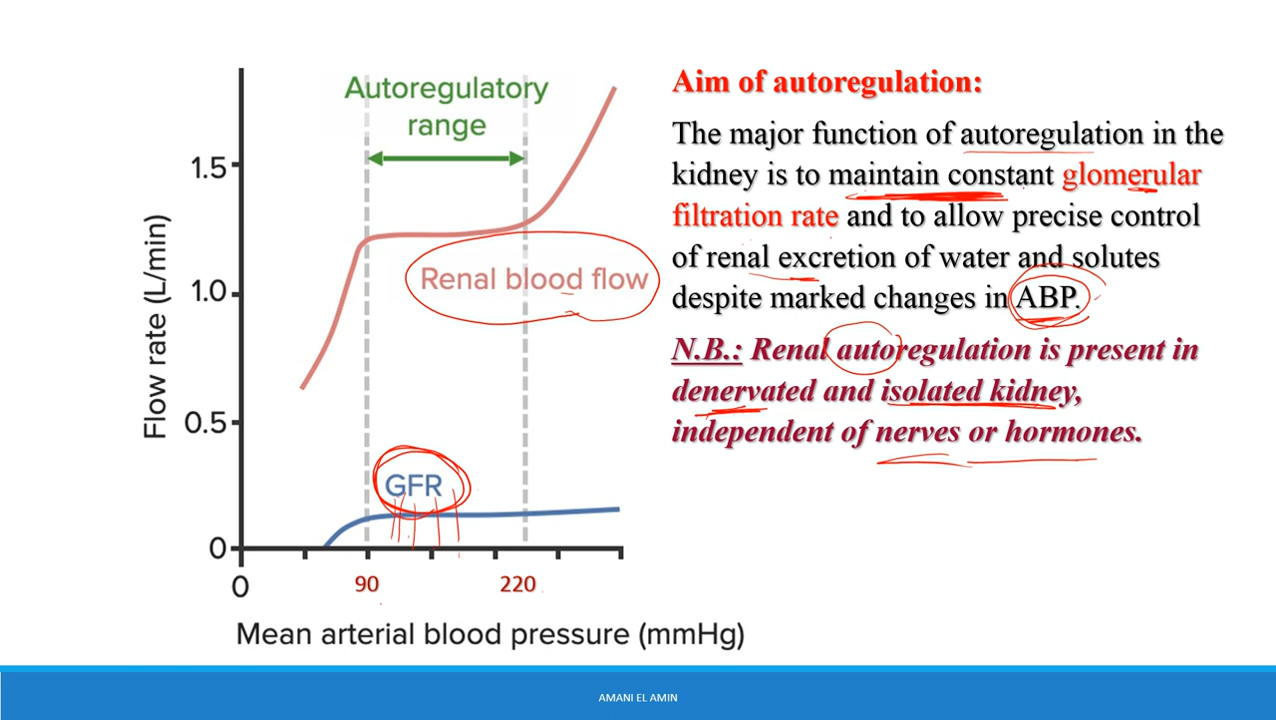 Autoregulatory
range
1.5
1.0
0.5
0
Flow rate (L/min)
Renal blood flow
GFR
0
90
220
Mean arterial blood pressure (mmHg)
Aim of autoregulation:
The major function of autoregulation in the
kidney is to maintain constant glomerular
filtration rate and to allow precise control
of renal excretion of water and solutes
despite marked changes in ABP.
N.B.: Renal autoregulation is present in
denervated and isolated kidney,
independent of nerves or hormones.
AMANI EL AMIN